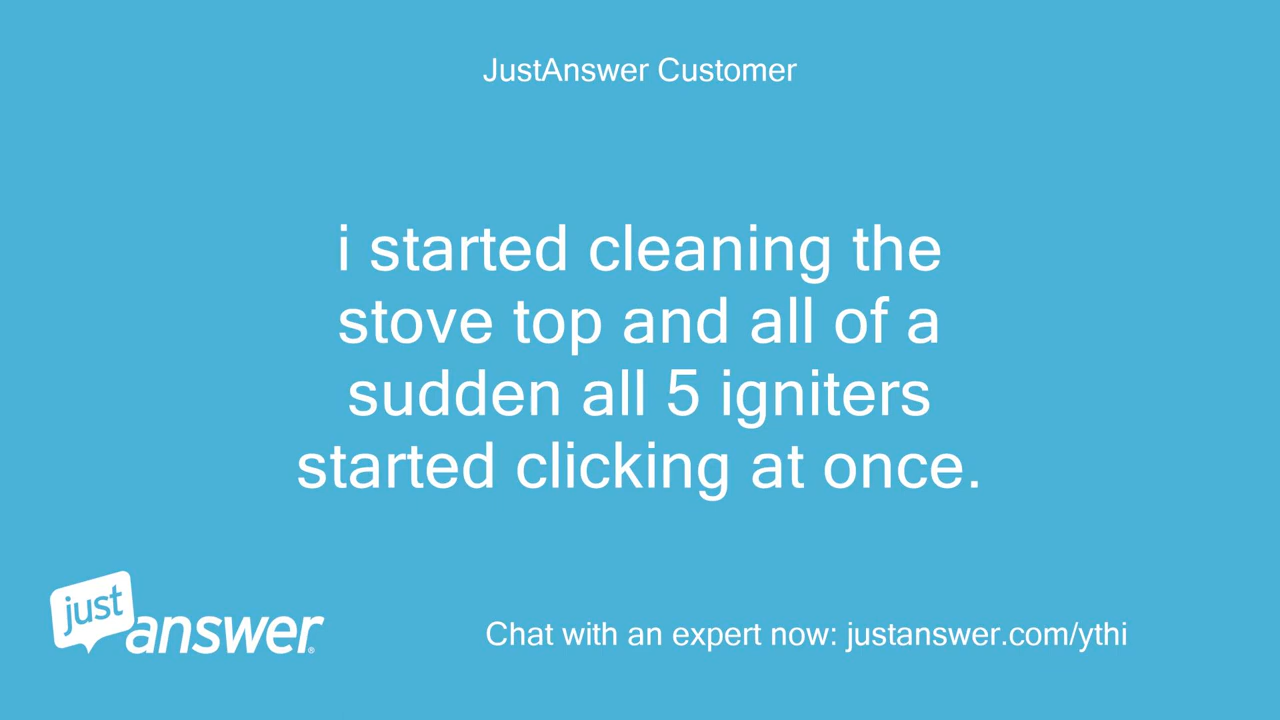 JustAnswer Customer
i started cleaning the
stove top and all of a
sudden all 5 igniters
started clicking at once.
just
answer®
Chat with an expert now: justanswer.com/ythi